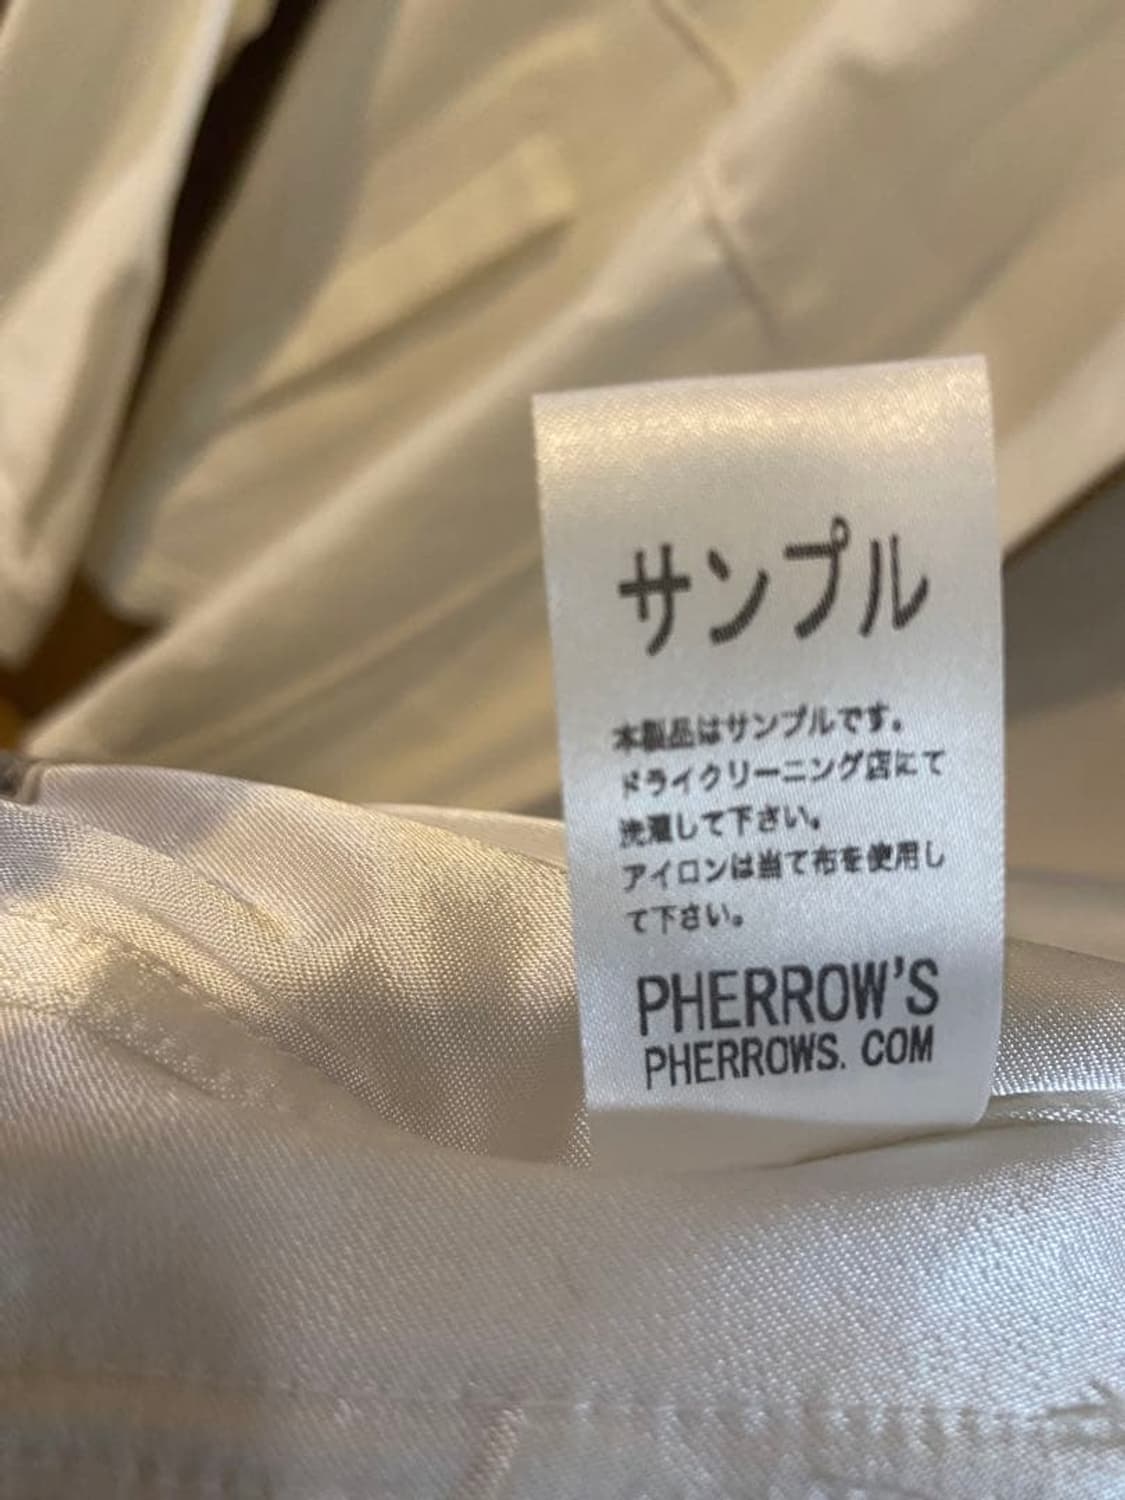 サンプル
本製品はサンプルです。
ドライクリーニング店にて
洗濯して下さい。
アイロンは当て布を使用し
て下さい。
PHERROW'S
PHERROWS. COM